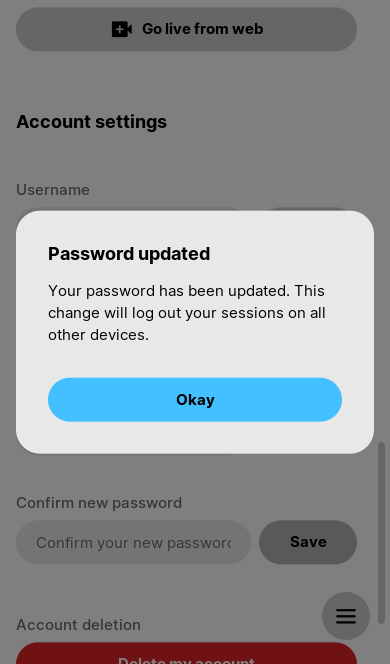 Go live from web
Account settings
Username
Password updated
Your password has been updated. This
change will log out your sessions on all
other devices.
Okay
Confirm new password
Confirm your new password
Save
Account deletion
Delete my account